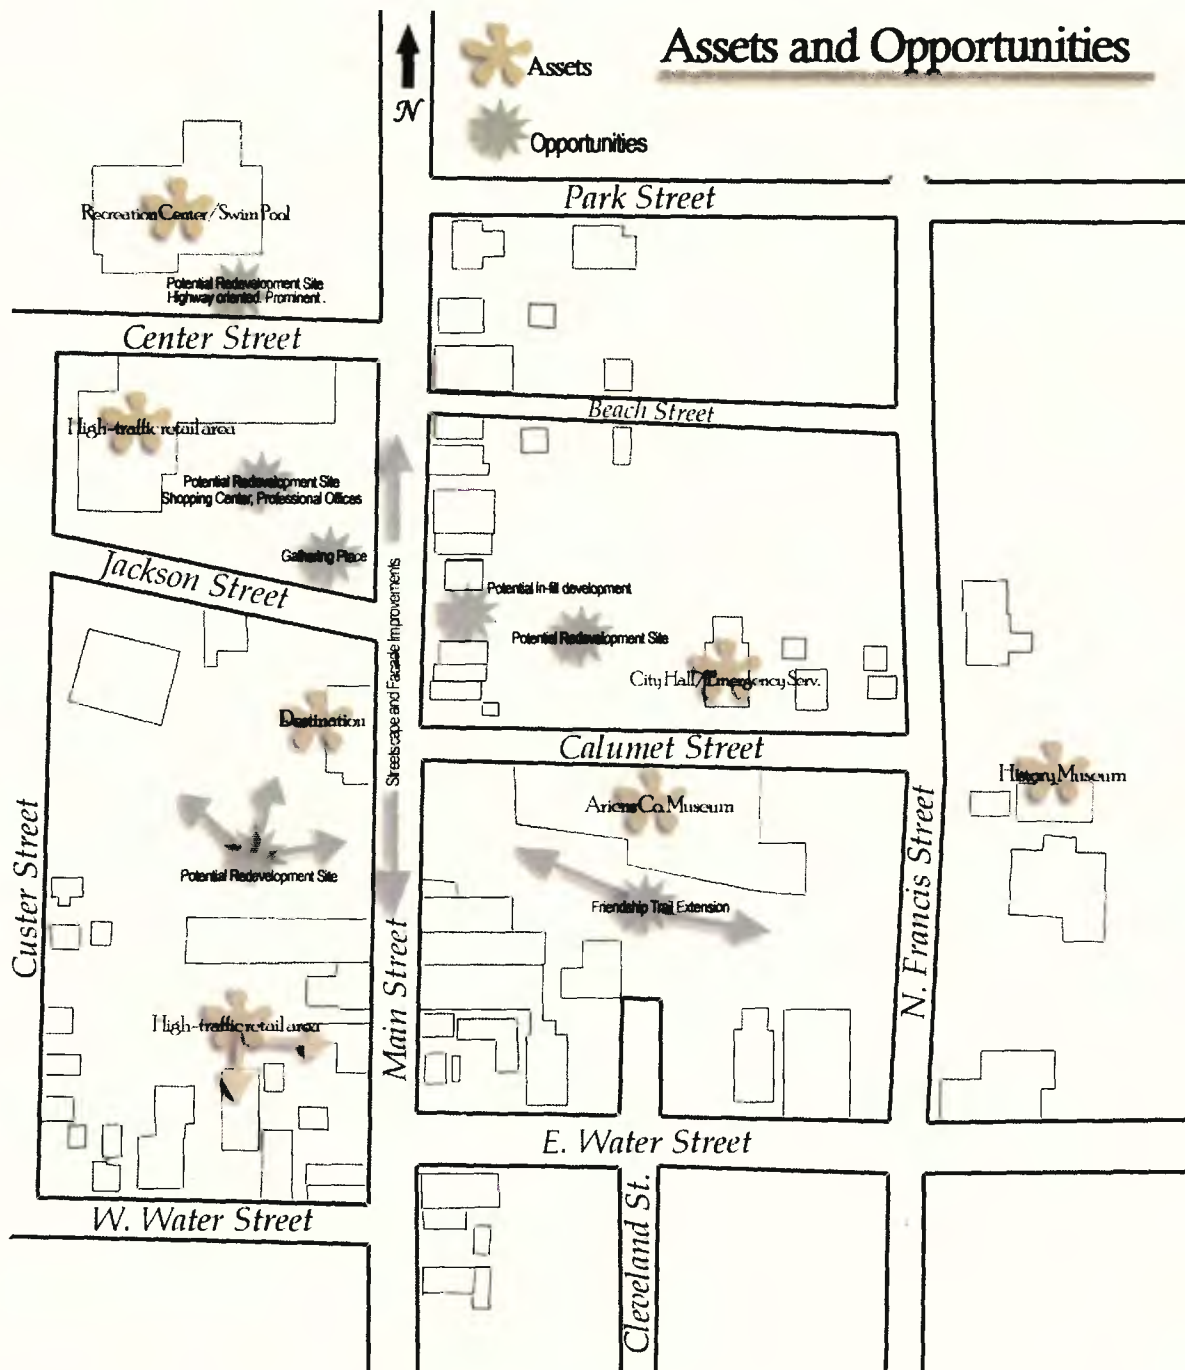 Assets and Opportunities
Assets
N
Opportunities
Park Street
Recreation Center/Swim Pool
Potential Redevelopment Site
Highway oriented. Prominent.
Center Street
Beach Street
High-traffic retail area
Potential Redevelopment Site
Shopping Center, Professional Offices
Gathering Place
Jackson Street
Streetscape and Facade Improvements
Potential In-fill development
Potential Redevelopment Site
City Hall/Emergency Serv.
Destination
Calumet Street
History Museum
Ariens Co. Museum
Custer Street
Potential Redevelopment Site
Friendship Trail Extension
N. Francis Street
Main Street
High-traffic retail area
E. Water Street
W. Water Street
Cleveland St.